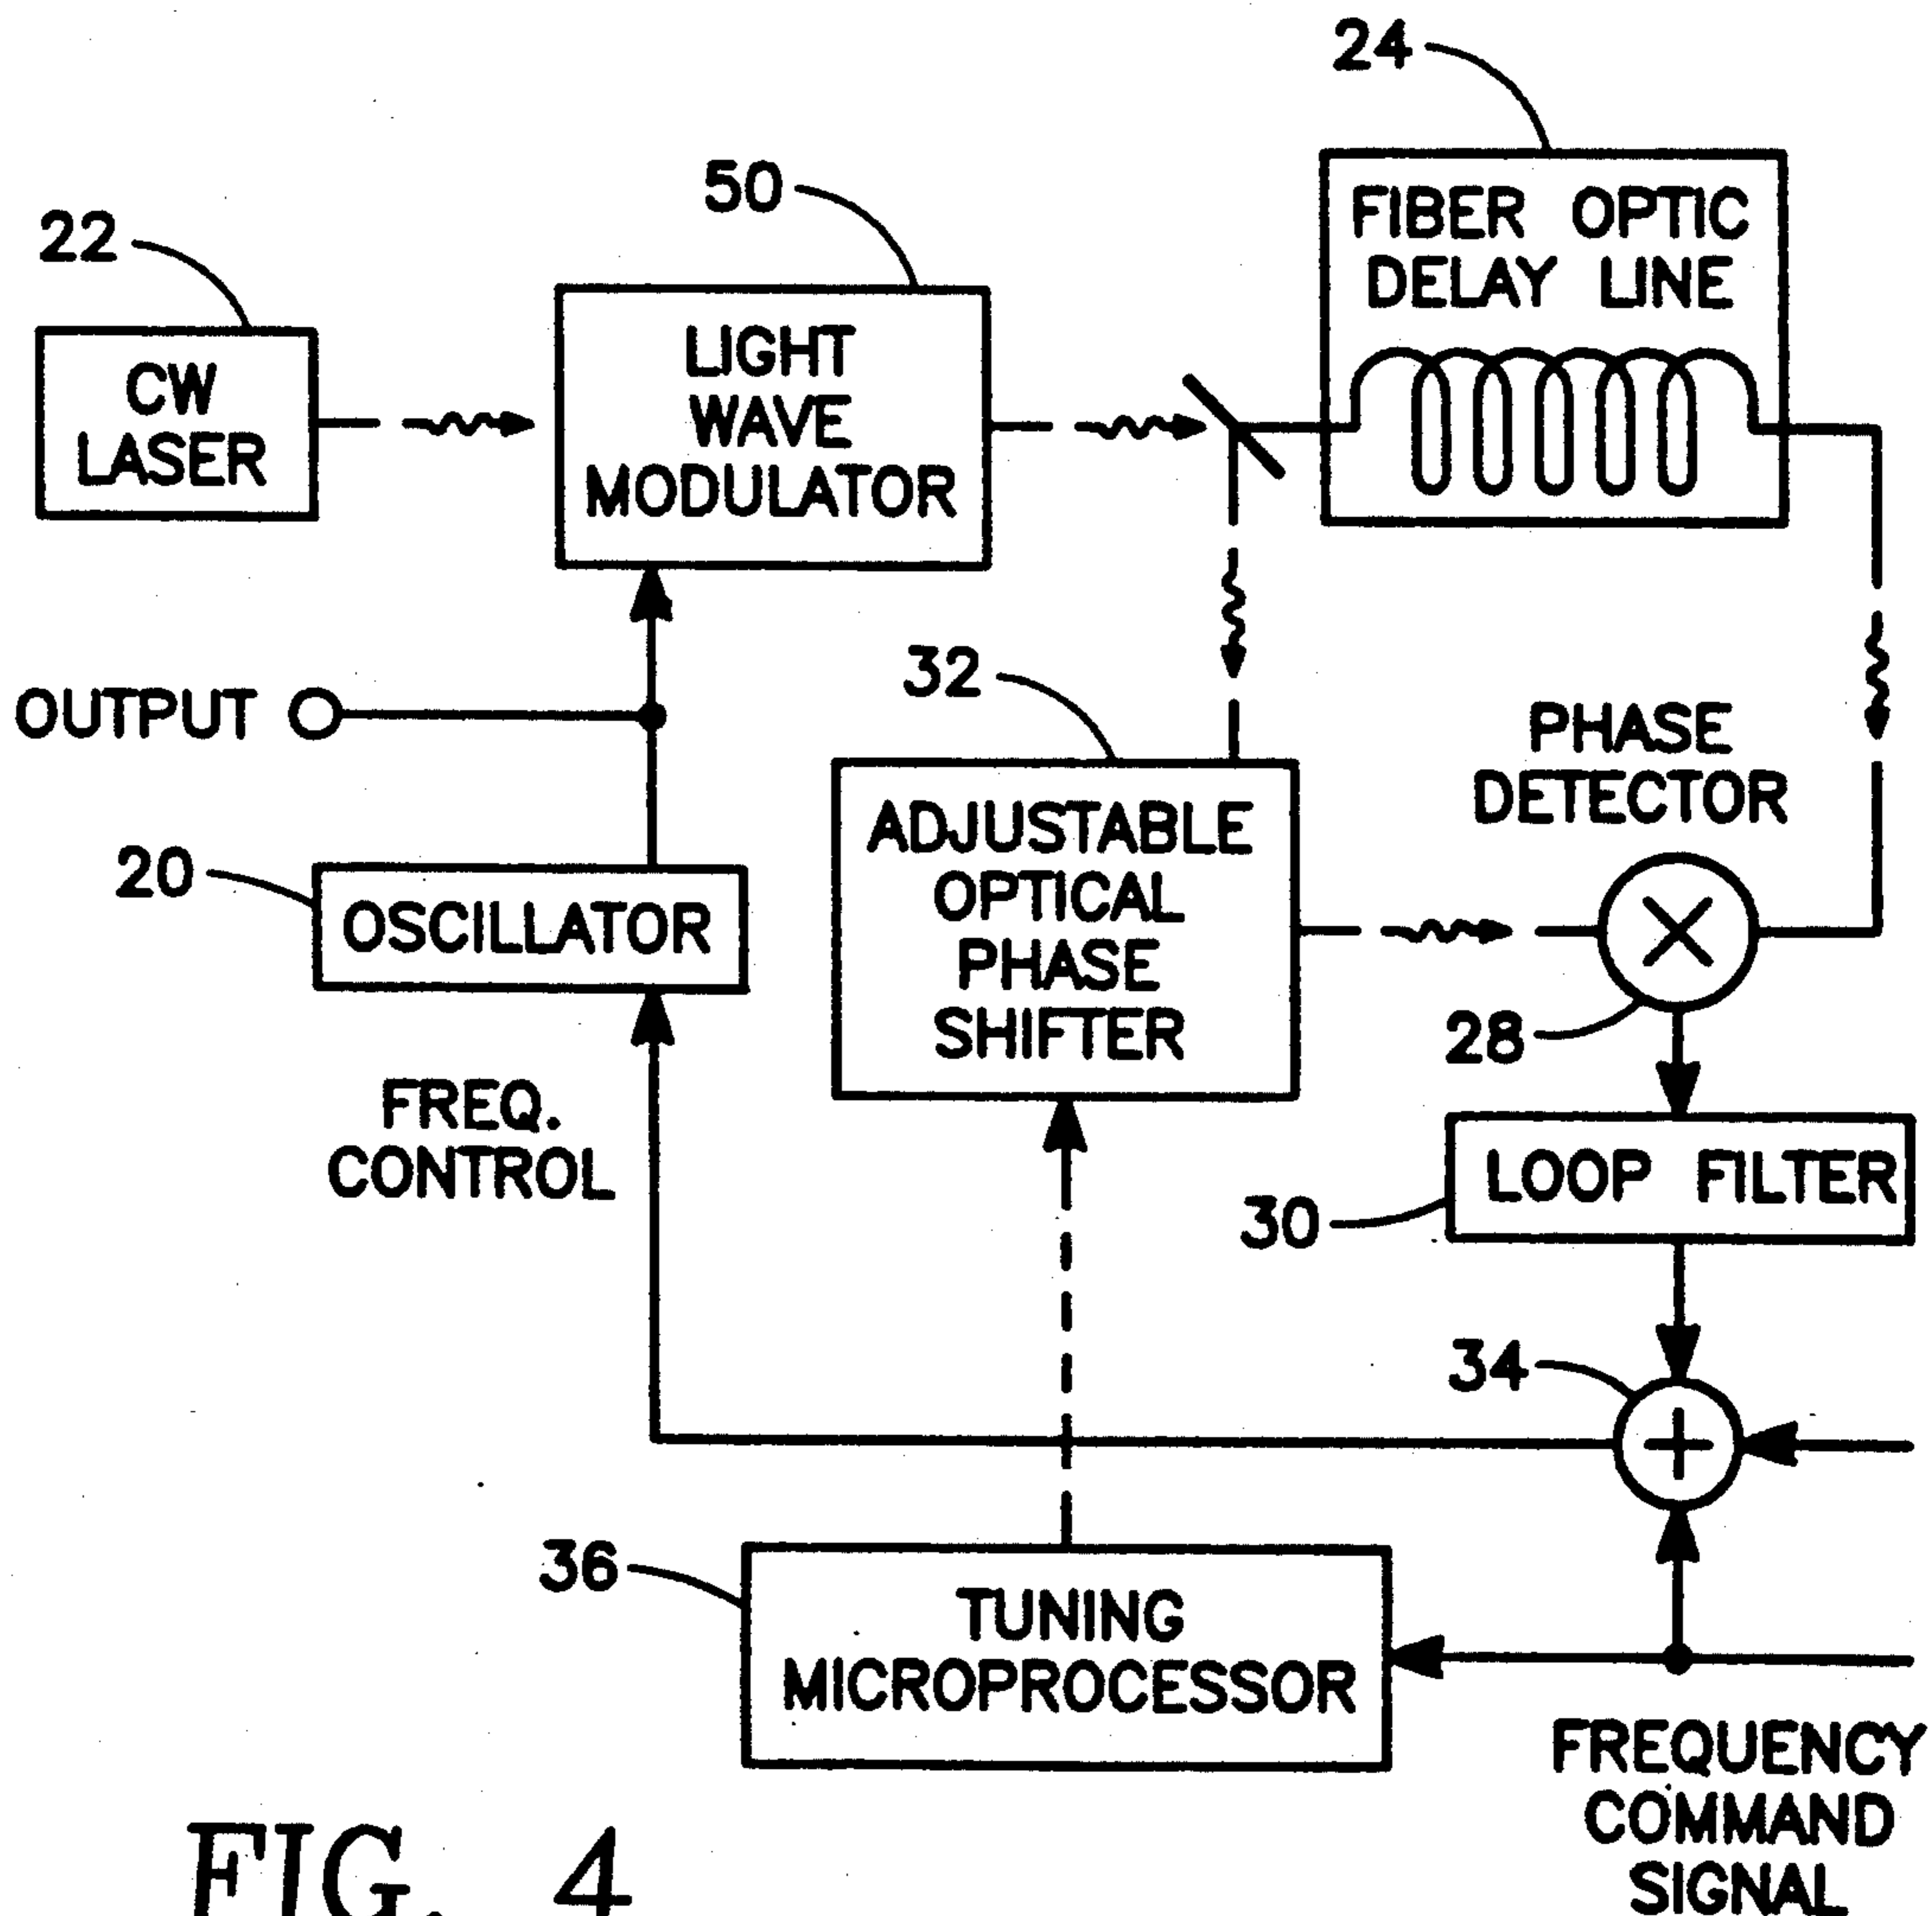 24
50
22
FIBER OPTIC
DELAY LINE
CW
LASER
LIGHT
WAVE
MODULATOR
32
OUTPUT
PHASE
DETECTOR
20
OSCILLATOR
ADJUSTABLE
OPTICAL
PHASE
SHIFTER
28
FREQ.
CONTROL
LOOP FILTER
30
34
36
TUNING
MICROPROCESSOR
FREQUENCY
COMMAND
SIGNAL
FIG. 4